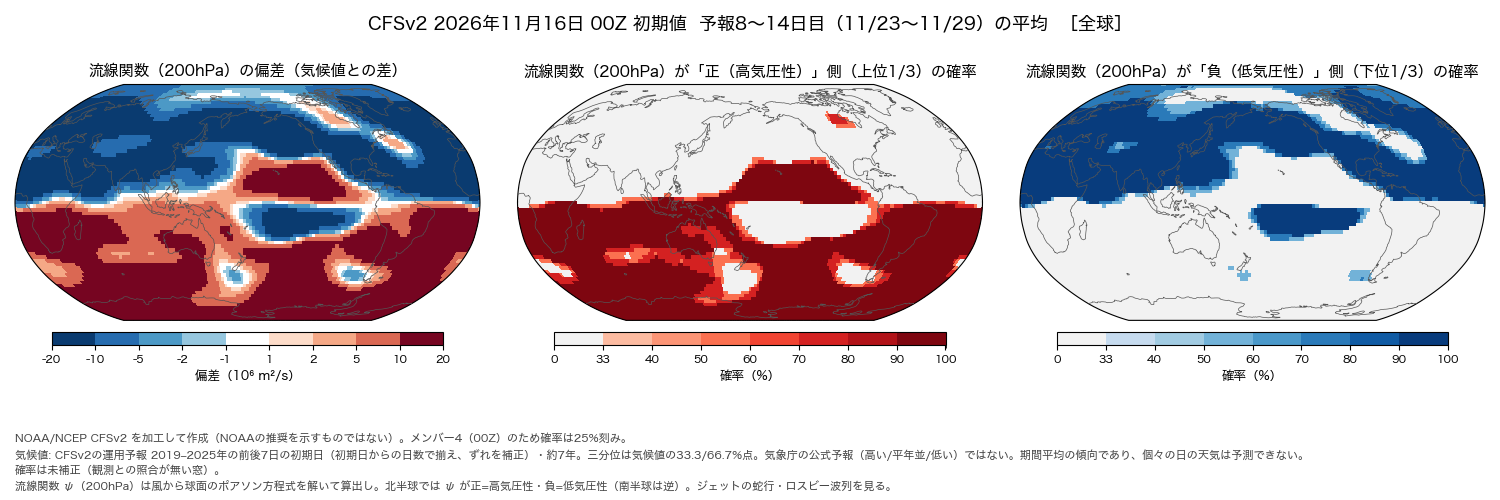 CFSv2 2026年11月16日 00Z 初期値 予報8～14日目（11/23～11/29）の平均 ［全球］
流線関数（200hPa）の偏差（気候値との差）
流線関数（200hPa）が「正（高気圧性）」側（上位1/3）の確率
流線関数（200hPa）が「負（低気圧性）」側（下位1/3）の確率
-20 -10 -5 -2 -1 1 2 5 10 20
偏差（10⁶ m²/s）
0 33 40 50 60 70 80 90 100
確率（%）
0 33 40 50 60 70 80 90 100
確率（%）
NOAA/NCEP CFSv2 を加工して作成（NOAAの推奨を示すものではない）。メンバー4（00Z）のため確率は25%刻み。
気候値: CFSv2の運用予報 2019–2025年の前後7日の初期日（初期日からの日数で揃え、ずれを補正）・約7年。三分位は気候値の33.3/66.7%点。気象庁の公式予報（高い/平年並/低い）ではない。期間平均の傾向であり、個々の日の天気は予測できない。
確率は未補正（観測との照合が無い窓）。
流線関数 ψ（200hPa）は風から球面のポアソン方程式を解いて算出し。北半球では ψ が正=高気圧性・負=低気圧性（南半球は逆）。ジェットの蛇行・ロスビー波列を見る。